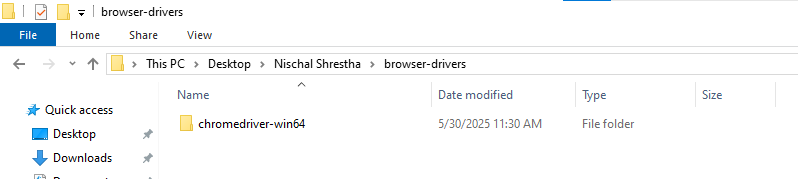 browser-drivers
File Home Share View
This PC Desktop Nischal Shrestha browser-drivers
Name Date modified Type Size
Quick access
chromedriver-win64 5/30/2025 11:30 AM File folder
Desktop
Downloads